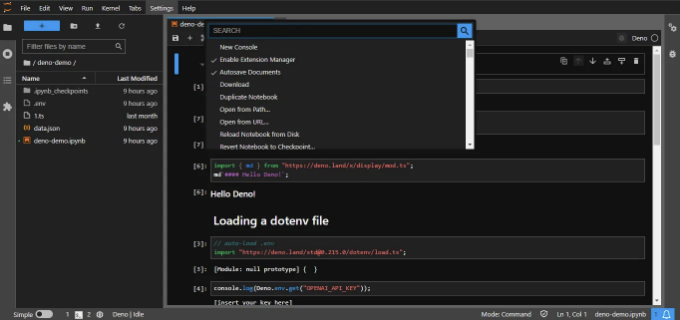 File Edit View Run Kernel Tabs Settings Help
Filter files by name
/ deno-demo /
Name Last Modified
.ipynb_checkpoints 9 hours ago
.env 9 hours ago
1.ts last month
data.json 9 hours ago
deno-demo.ipynb 9 hours ago
SEARCH
New Console
Enable Extension Manager
Autosave Documents
Download
Duplicate Notebook
Open from Path...
Open from URL...
Reload Notebook from Disk
Revert Notebook to Checkpoint...
Deno
[1]
[7]
[7]
[6]: import { md } from "https://deno.land/x/display/mod.ts";
md`#### Hello Deno!`;
[6]: Hello Deno!
Loading a dotenv file
[3]: // auto-load .env
import "https://deno.land/std@0.215.0/dotenv/load.ts";
[3]: [Module: null prototype] { }
[4]: console.log(Deno.env.get("OPENAI_API_KEY"));
[Insert your key here]
Simple 1 2 Deno | Idle Mode: Command Ln 1, Col 1 deno-demo.ipynb 1